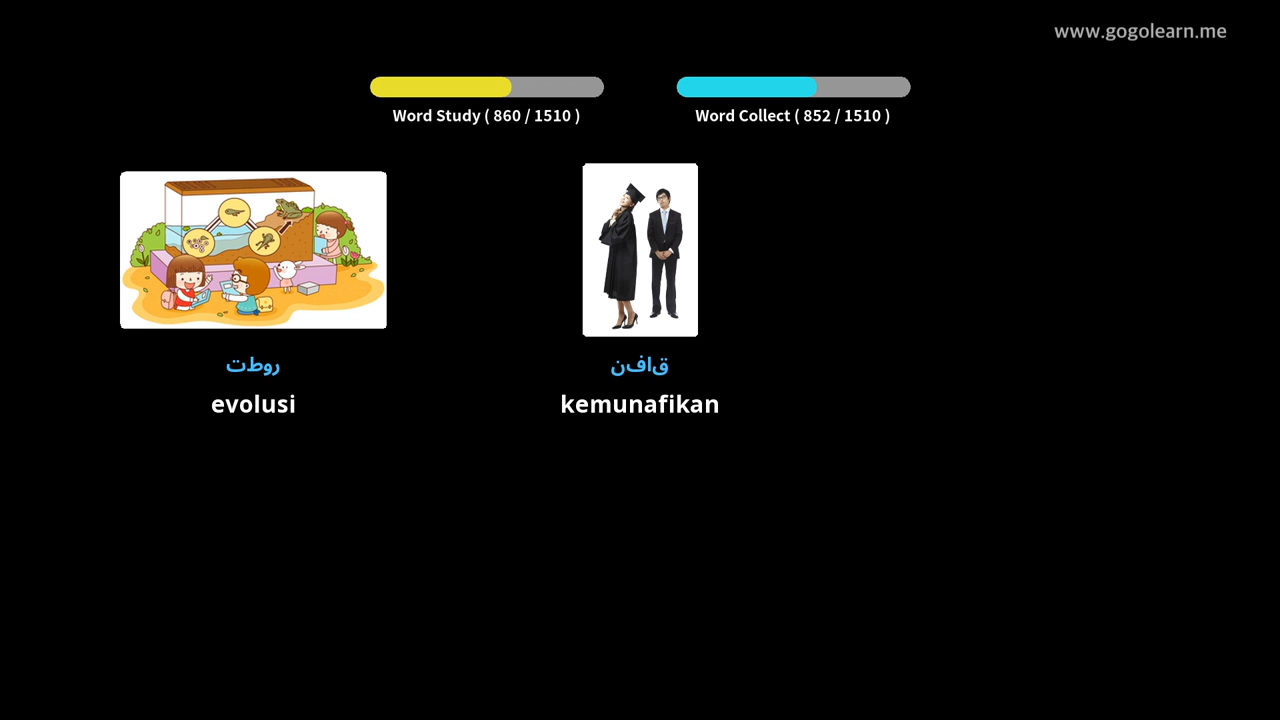 www.gogolearn.me
Word Study ( 860 / 1510 )
Word Collect ( 852 / 1510 )
روطت
قافن
evolusi
kemunafikan